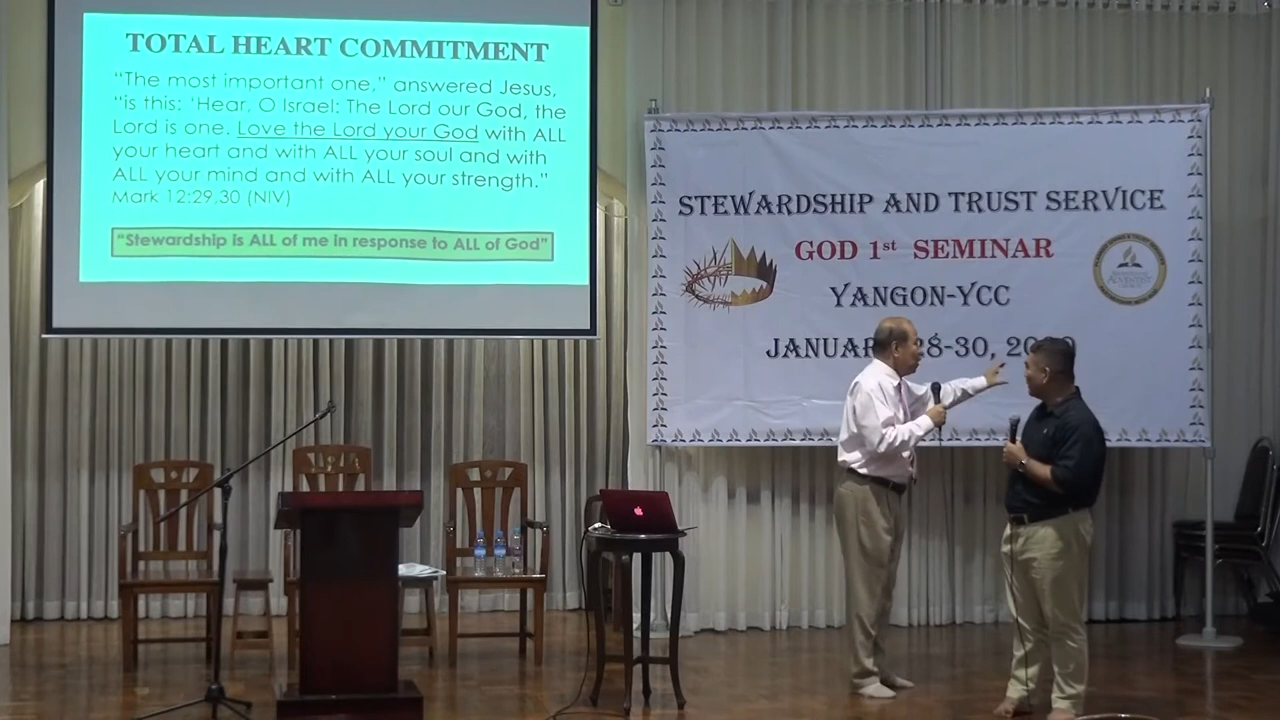 TOTAL HEART COMMITMENT
“The most important one,” answered Jesus,
“is this: ‘Hear, O Israel: The Lord our God, the
Lord is one. Love the Lord your God with ALL
your heart and with ALL your soul and with
ALL your mind and with ALL your strength.”
Mark 12:29,30 (NIV)
“Stewardship is ALL of me in response to ALL of God”
STEWARDSHIP AND TRUST SERVICE
GOD 1st SEMINAR
YANGON-YCC
ADVENTIST